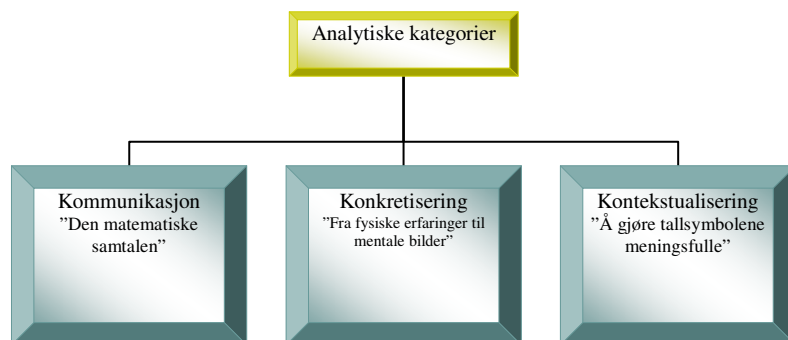 Analytiske kategorier
Kommunikasjon
”Den matematiske
samtalen”
Konkretisering
”Fra fysiske erfaringer til
mentale bilder”
Kontekstualisering
”Å gjøre tallsymbolene
meningsfulle”